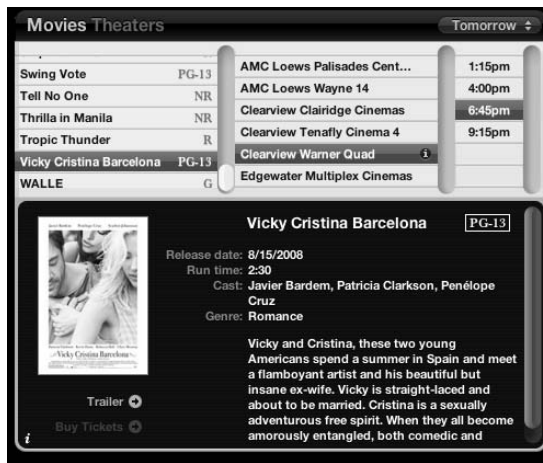 Movies Theaters
Tomorrow
Swing Vote PG-13
Tell No One NR
Thrilla in Manila NR
Tropic Thunder R
Vicky Cristina Barcelona PG-13
WALLE G
AMC Loews Palisades Cent...
AMC Loews Wayne 14
Clearview Clairidge Cinemas
Clearview Tenafly Cinema 4
Clearview Warner Quad
Edgewater Multiplex Cinemas
1:15pm
4:00pm
6:45pm
9:15pm
Vicky Cristina Barcelona PG-13
Release date: 8/15/2008
Run time: 2:30
Cast: Javier Bardem, Patricia Clarkson, Penélope
Cruz
Genre: Romance
Vicky and Cristina, these two young
Americans spend a summer in Spain and meet
a flamboyant artist and his beautiful but
insane ex-wife. Vicky is straight-laced and
about to be married. Cristina is a sexually
adventurous free spirit. When they all become
amorously entangled, both comedic and
Vicky Cristina Barcelona
Trailer
Buy Tickets
i